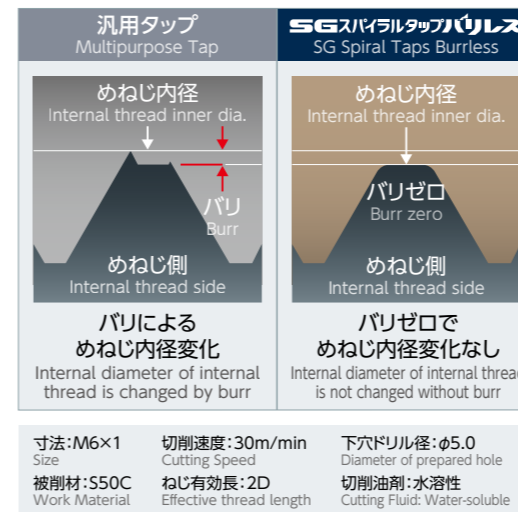 汎用タップ
Multipurpose Tap
めねじ内径
Internal thread inner dia.
バリ
Burr
めねじ側
Internal thread side
バリによる
めねじ内径変化
Internal diameter of internal
thread is changed by burr
SGスパイラルタップバリレス
SG Spiral Taps Burrless
めねじ内径
Internal thread inner dia.
バリゼロ
Burr zero
めねじ側
Internal thread side
バリゼロで
めねじ内径変化なし
Internal diameter of internal thread
is not changed without burr
寸法:M6×1 切削速度:30m/min 下穴ドリル径:φ5.0
Size Cutting Speed Diameter of prepared hole
被削材:S50C ねじ有効長:2D 切削油剤:水溶性
Work Material Effective thread length Cutting Fluid: Water-soluble